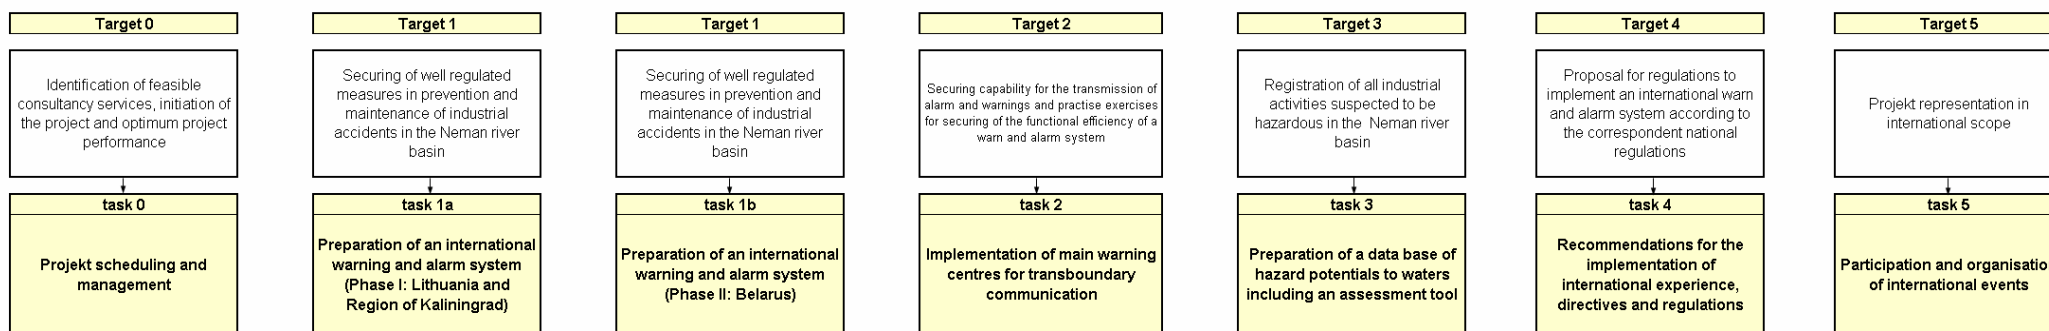 Target 0
Identification of feasible
consultancy services, initiation of
the project and optimum project
performance
task 0
Projekt scheduling and
management
Target 1
Securing of well regulated
measures in prevention and
maintenance of industrial
accidents in the Neman river
basin
task 1a
Preparation of an international
warning and alarm system
(Phase I: Lithuania and
Region of Kaliningrad)
Target 1
Securing of well regulated
measures in prevention and
maintenance of industrial
accidents in the Neman river
basin
task 1b
Preparation of an international
warning and alarm system
(Phase II: Belarus)
Target 2
Securing capability for the transmission of
alarm and warnings and practise exercises
for securing of the functional efficiency of a
warn and alarm system
task 2
Implementation of main warning
centres for transboundary
communication
Target 3
Registration of all industrial
activities suspected to be
hazardous in the Neman river
basin
task 3
Preparation of a data base of
hazard potentials to waters
including an assessment tool
Target 4
Proposal for regulations to
implement an international warn
and alarm system according to
the correspondent national
regulations
task 4
Recommendations for the
implementation of
international experience,
directives and regulations
Target 5
Projekt representation in
international scope
task 5
Participation and organisatio
of international events